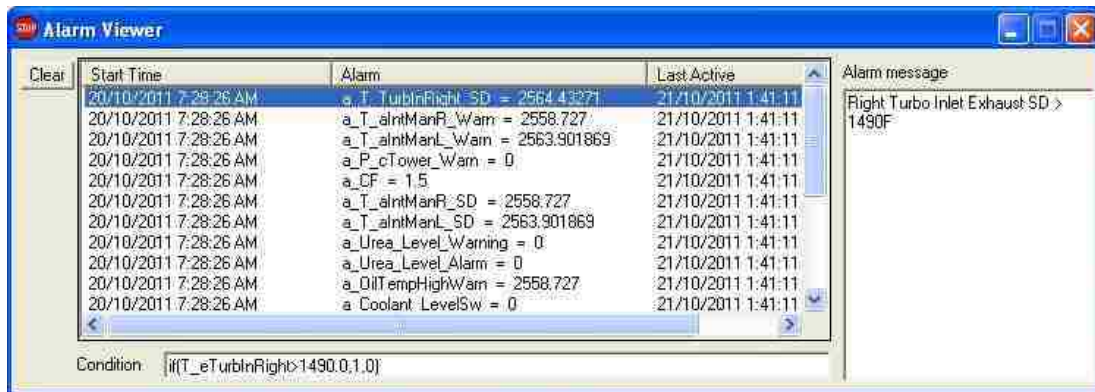 STOP Alarm Viewer
Clear
Start Time Alarm Last Active
20/10/2011 7:28:26 AM a_T_TurbInRight_SD = 2564.43271 21/10/2011 1:41:11
20/10/2011 7:28:26 AM a_T_aIntManR_Warn = 2558.727 21/10/2011 1:41:11
20/10/2011 7:28:26 AM a_T_aIntManL_Warn = 2563.901869 21/10/2011 1:41:11
20/10/2011 7:28:26 AM a_P_cTower_Warn = 0 21/10/2011 1:41:11
20/10/2011 7:28:26 AM a_CF = 1.5 21/10/2011 1:41:11
20/10/2011 7:28:26 AM a_T_aIntManR_SD = 2558.727 21/10/2011 1:41:11
20/10/2011 7:28:26 AM a_T_aIntManL_SD = 2563.901869 21/10/2011 1:41:11
20/10/2011 7:28:26 AM a_Urea_Level_Warning = 0 21/10/2011 1:41:11
20/10/2011 7:28:26 AM a_Urea_Level_Alarm = 0 21/10/2011 1:41:11
20/10/2011 7:28:26 AM a_OilTempHighWarn = 2558.727 21/10/2011 1:41:11
20/10/2011 7:28:26 AM a_Coolant_LevelSw = 0 21/10/2011 1:41:11
Alarm message
Right Turbo Inlet Exhaust SD >
1490F
Condition if(T_eTurbInRight>1490.0,1,0)